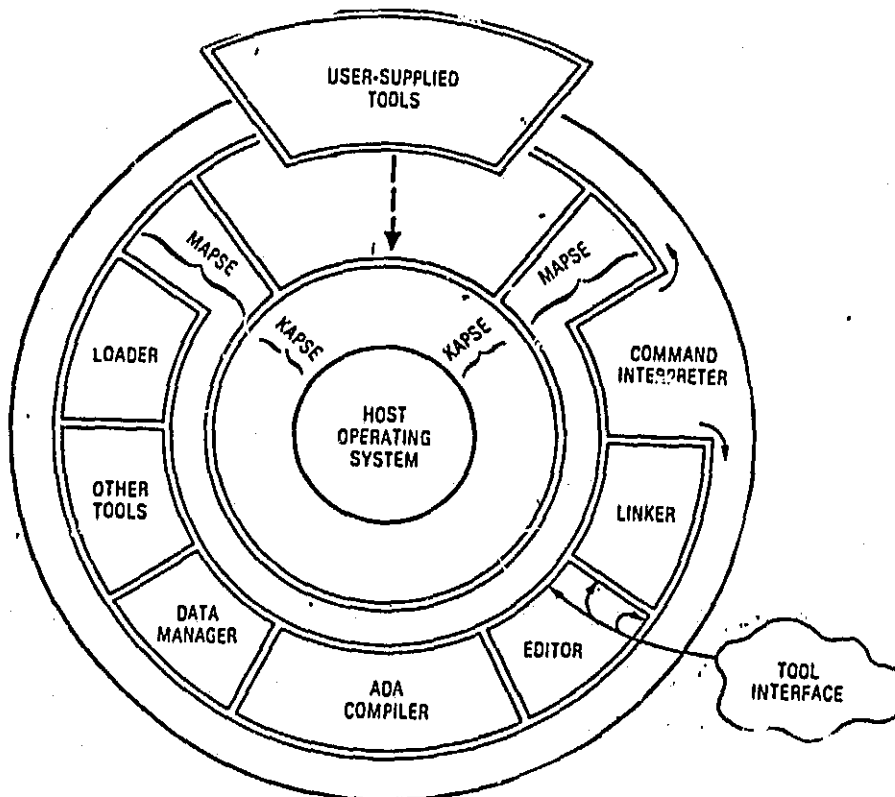 USER-SUPPLIED
TOOLS
MAPSE
MAPSE
KAPSE
KAPSE
LOADER
COMMAND
INTERPRETER
HOST
OPERATING
SYSTEM
OTHER
TOOLS
LINKER
DATA
MANAGER
EDITOR
ADA
COMPILER
TOOL
INTERFACE